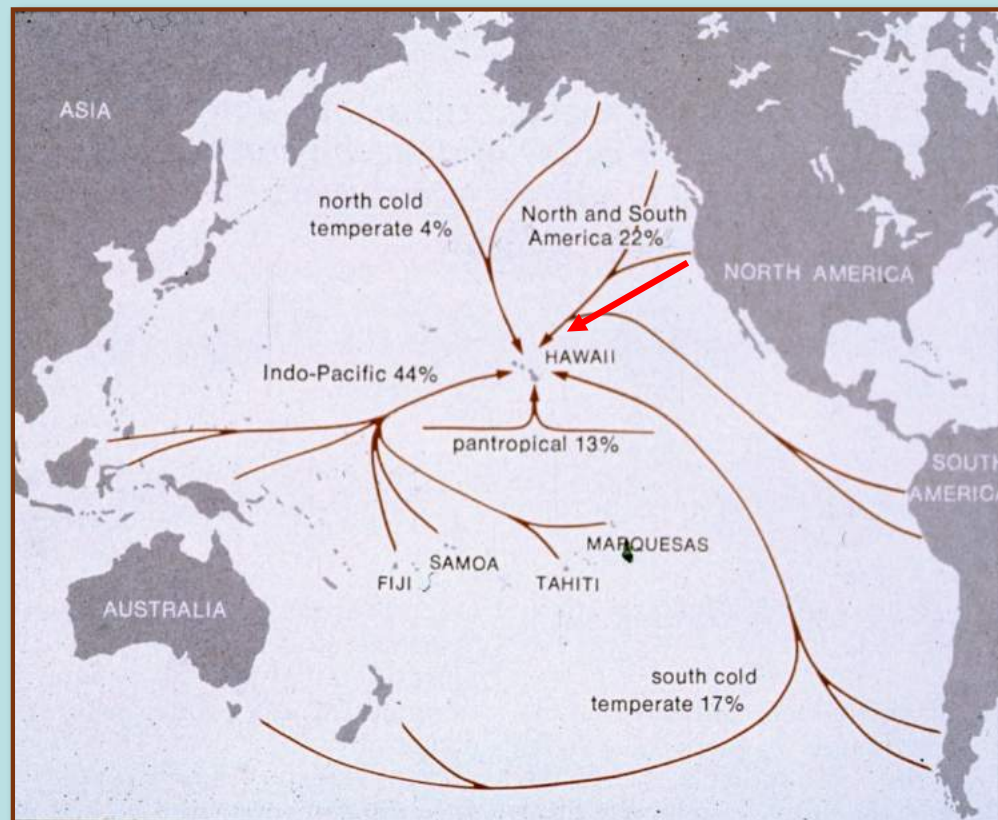 ASIA
north cold
temperate 4%
North and South
America 22%
NORTH AMERICA
HAWAII
Indo-Pacific 44%
pantropical 13%
SOUTH
AMERICA
MARQUESAS
SAMOA
FIJI
TAHITI
AUSTRALIA
south cold
temperate 17%